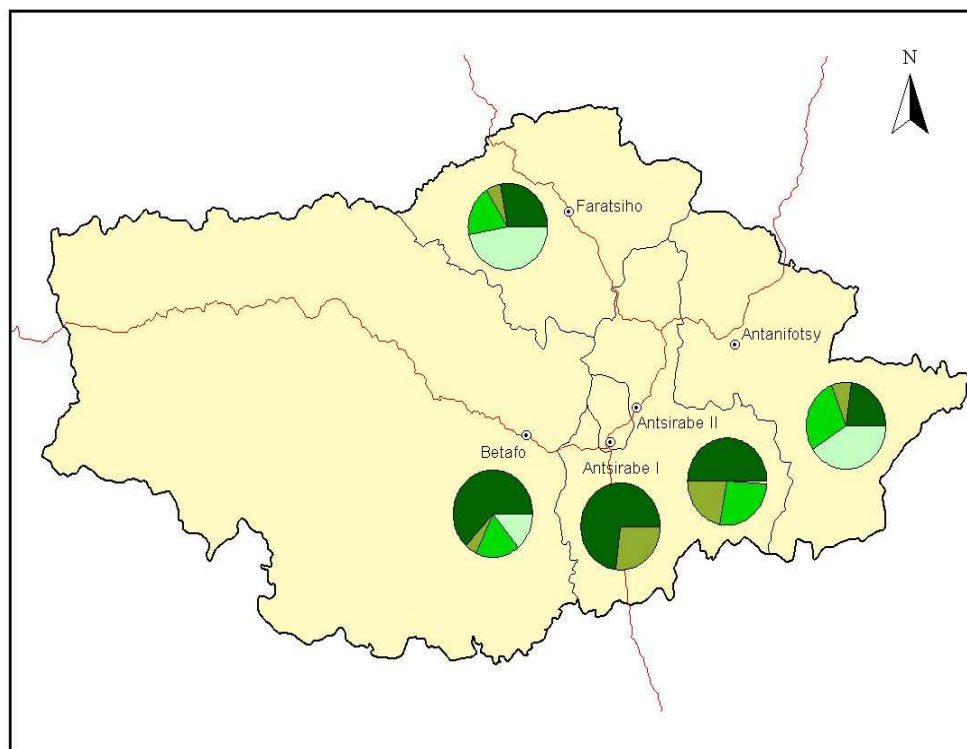 N
Faratsiho
Antanifotsy
Antsirabe II
Betafo
Antsirabe I